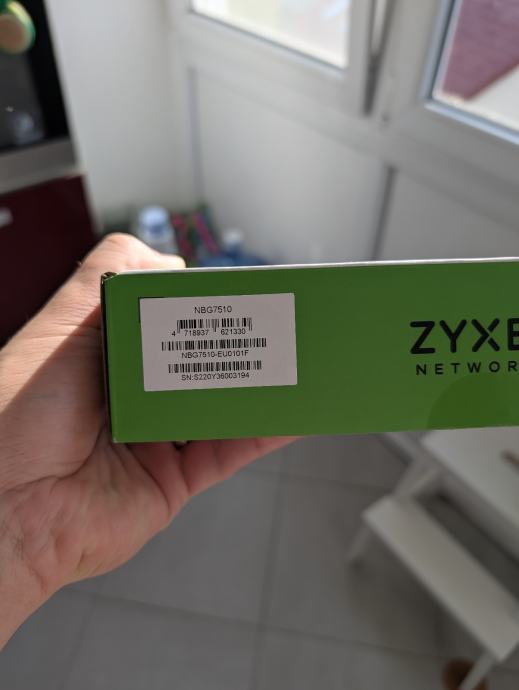 NBG7510
4 718937 621330
NBG7510-EU0101F
SN:S220Y36003194
ZYXE
NETWOR